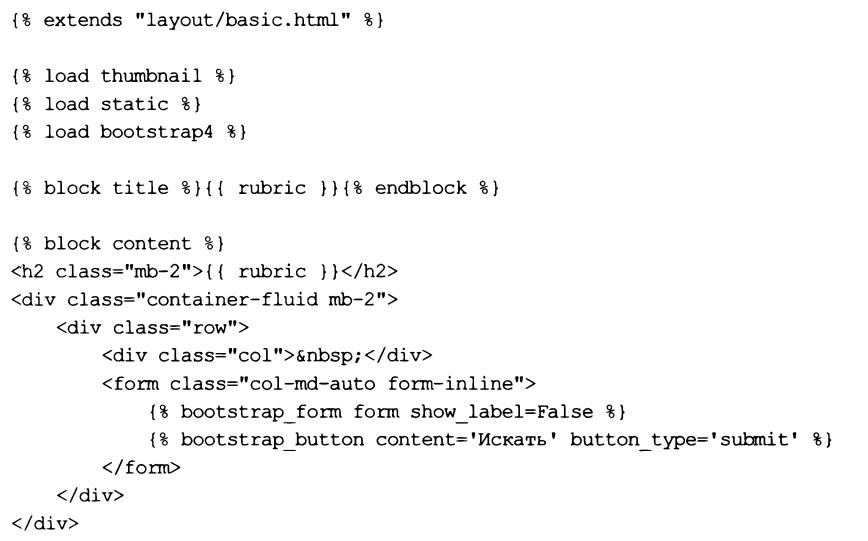 {% extends "layout/basic.html" %}

{% load thumbnail %}
{% load static %}
{% load bootstrap4 %}

{% block title %}{{ rubric }}{% endblock %}

{% block content %}
<h2 class="mb-2">{{ rubric }}</h2>
<div class="container-fluid mb-2">
    <div class="row">
        <div class="col">&nbsp;</div>
        <form class="col-md-auto form-inline">
            {% bootstrap_form form show_label=False %}
            {% bootstrap_button content='Искать' button_type='submit' %}
        </form>
    </div>
</div>